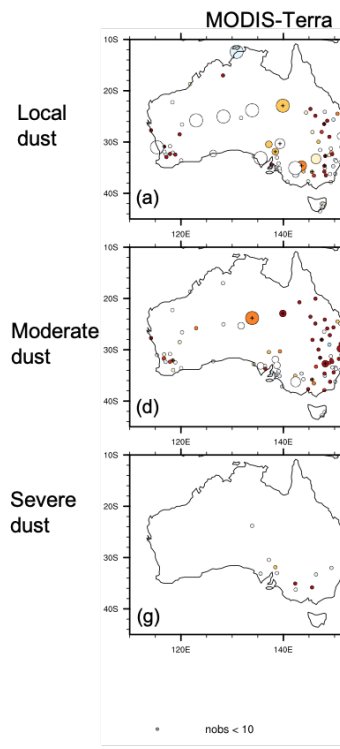 MODIS-Terra
Local
dust
10S
20S
30S
40S
(a)
120E
140E
Moderate
dust
10S
20S
30S
40S
(d)
120E
140E
Severe
dust
10S
20S
30S
40S
(g)
120E
140E
nobs < 10